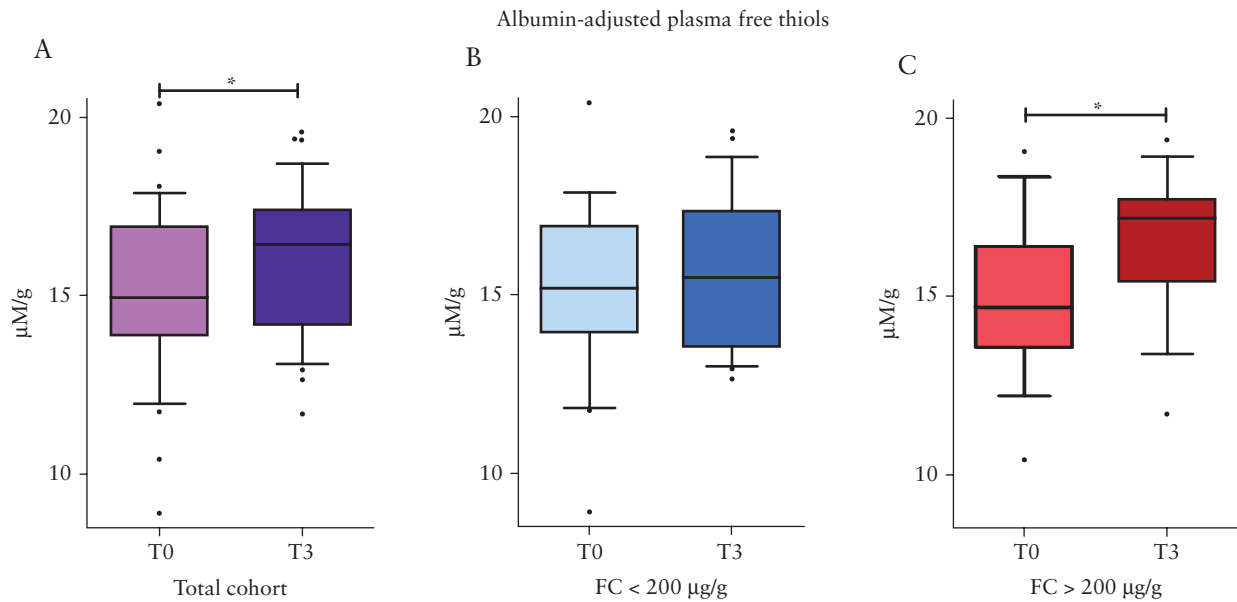 Albumin-adjusted plasma free thiols
A
*
20
15
10
µM/g
T0 T3
Total cohort
B
20
15
10
µM/g
T0 T3
FC < 200 µg/g
C
*
20
15
10
µM/g
T0 T3
FC > 200 µg/g